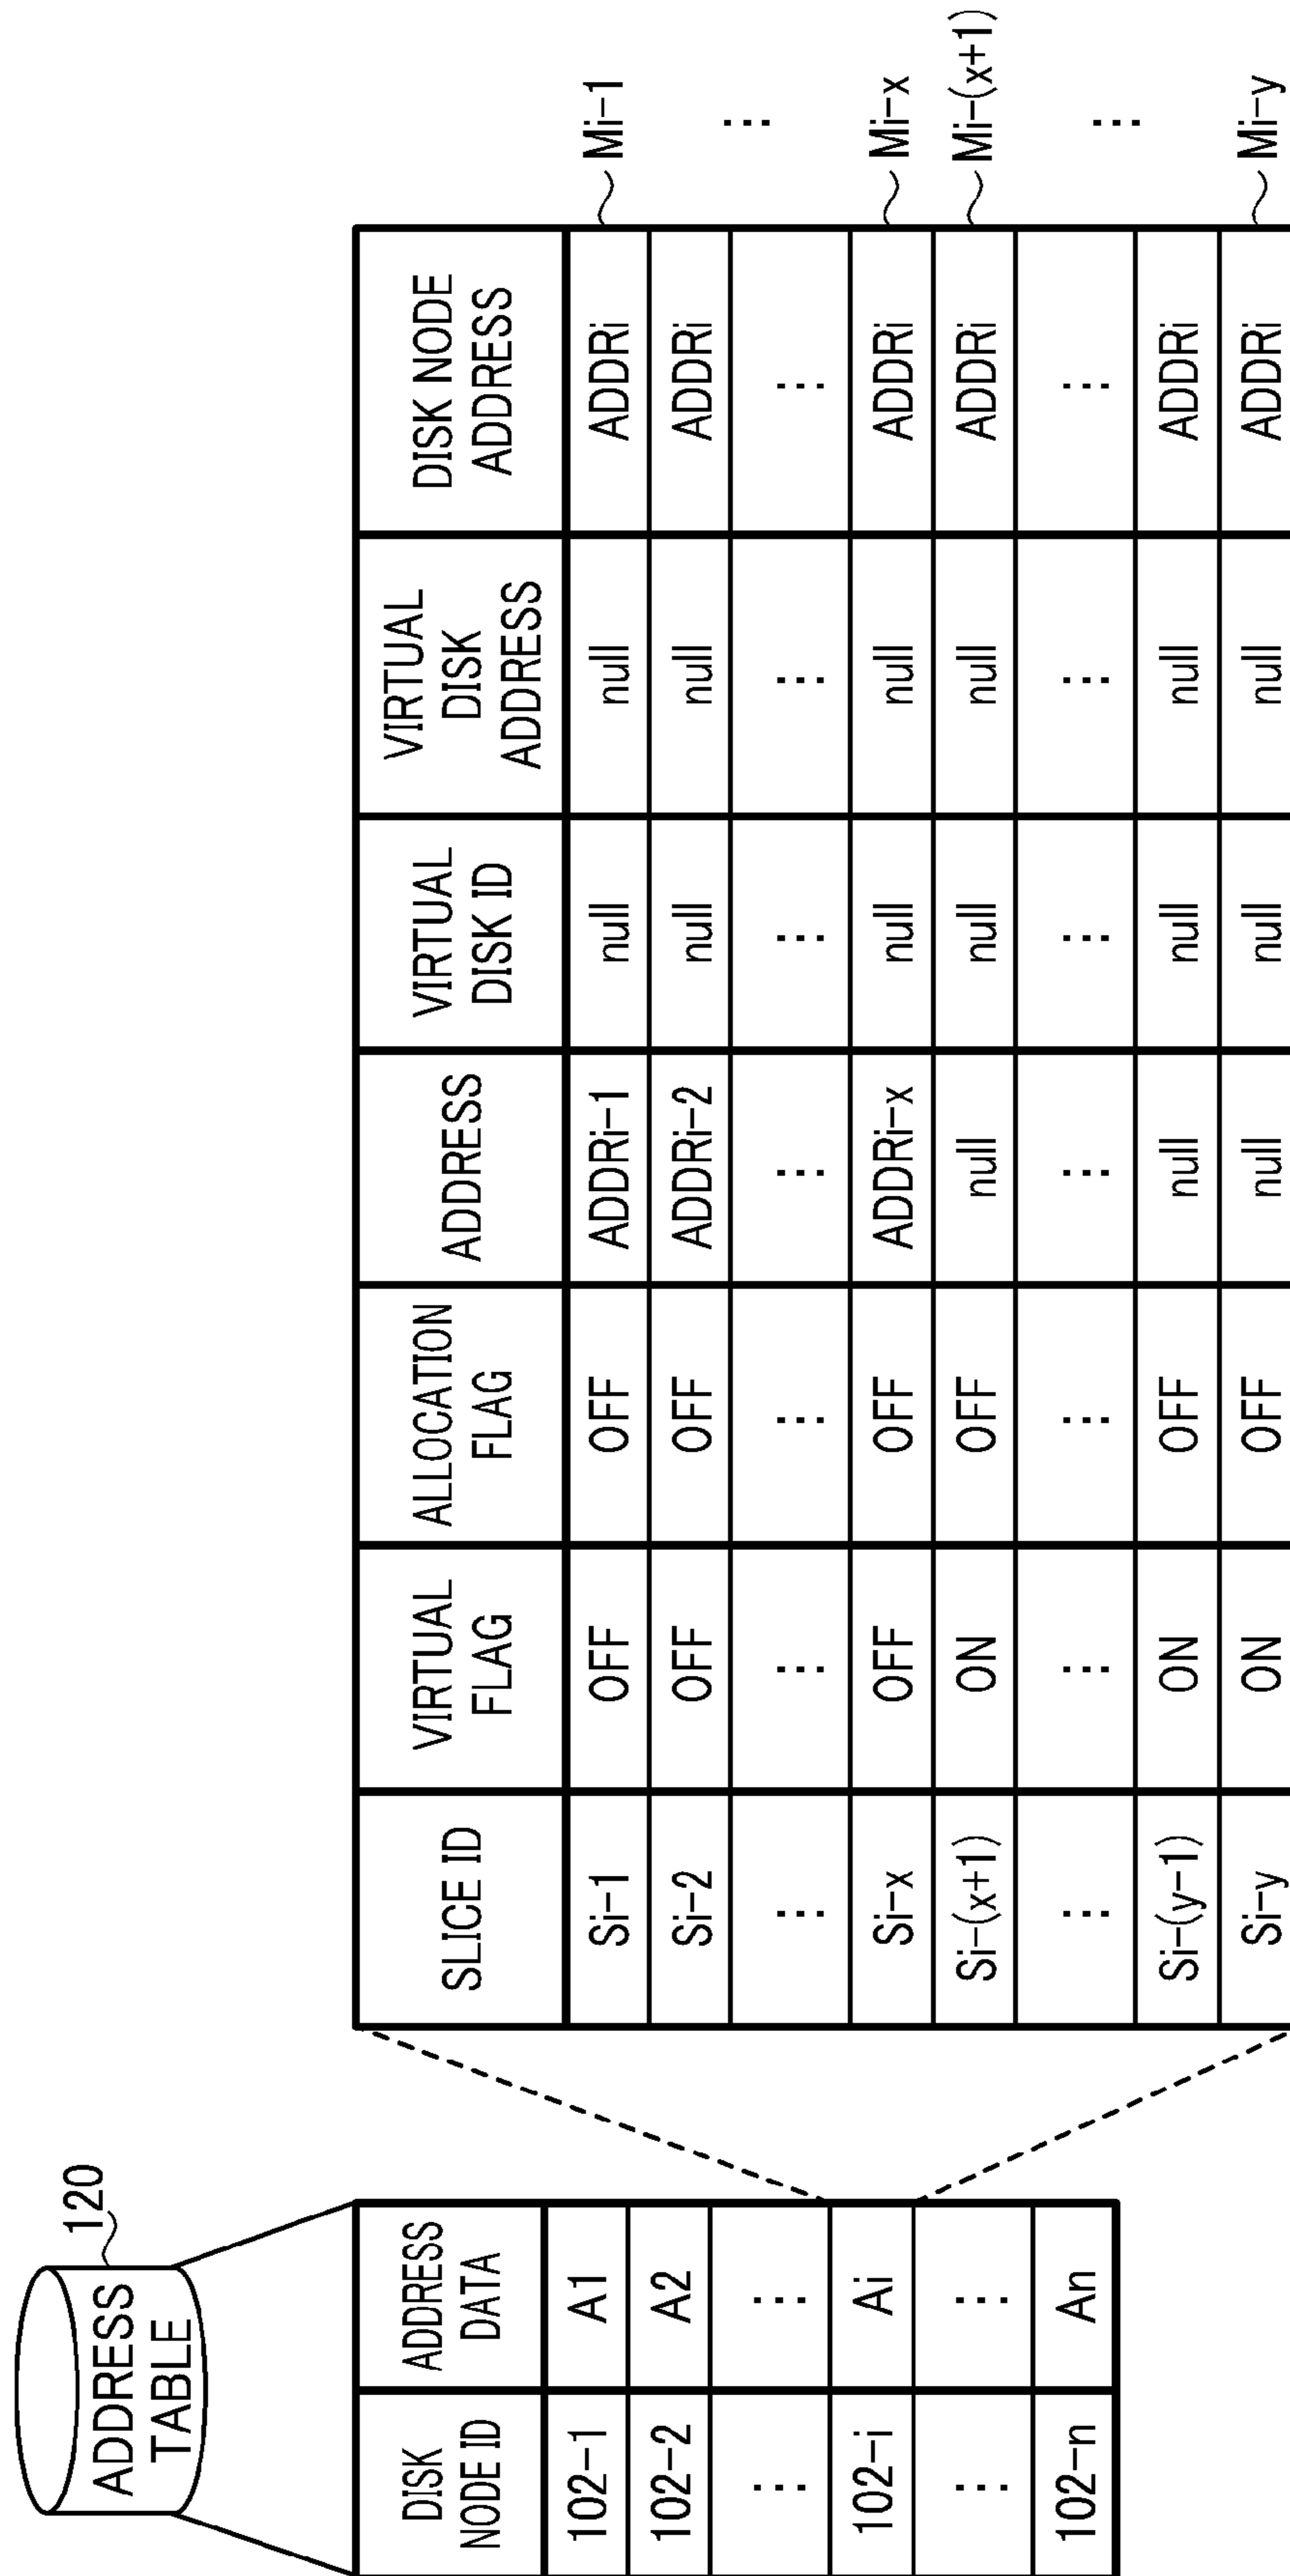 120
ADDRESS
TABLE
DISK NODE ID ADDRESS DATA
102-1 A1
102-2 A2
... ...
102-i Ai
... ...
102-n An
SLICE ID VIRTUAL FLAG ALLOCATION FLAG ADDRESS VIRTUAL DISK ID VIRTUAL DISK ADDRESS DISK NODE ADDRESS
Si-1 OFF OFF ADDRi-1 null null ADDRi Mi-1
Si-2 OFF OFF ADDRi-2 null null ADDRi
... ... ... ... ... ... ... ...
Si-x OFF OFF ADDRi-x null null ADDRi Mi-x
Si-(x+1) ON OFF null null null ADDRi Mi-(x+1)
... ... ... ... ... ... ... ...
Si-(y-1) ON OFF null null null ADDRi
Si-y ON OFF null null null ADDRi Mi-y